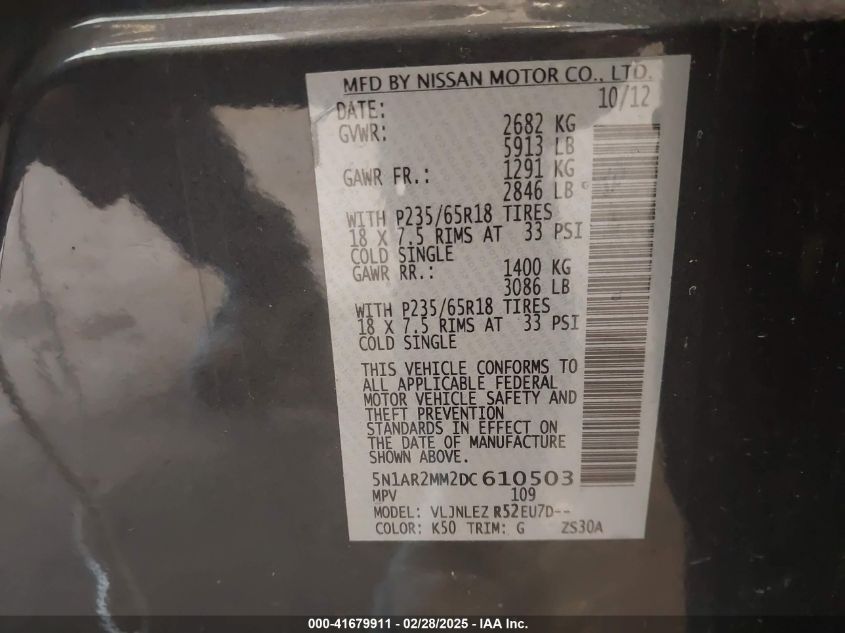 MFD BY NISSAN MOTOR CO., LTD.
DATE: 10/12
GVWR: 2682 KG
5913 LB
GAWR FR.: 1291 KG
2846 LB
WITH P235/65R18 TIRES
18 X 7.5 RIMS AT 33 PSI
COLD SINGLE
GAWR RR.: 1400 KG
3086 LB
WITH P235/65R18 TIRES
18 X 7.5 RIMS AT 33 PSI
COLD SINGLE
THIS VEHICLE CONFORMS TO
ALL APPLICABLE FEDERAL
MOTOR VEHICLE SAFETY AND
THEFT PREVENTION
STANDARDS IN EFFECT ON
THE DATE OF MANUFACTURE
SHOWN ABOVE.
5N1AR2MM2DC610503
MPV 109
MODEL: VLJNLEZ R52EU7D--
COLOR: K50 TRIM: G ZS30A
000-41679911 - 02/28/2025 - IAA Inc.